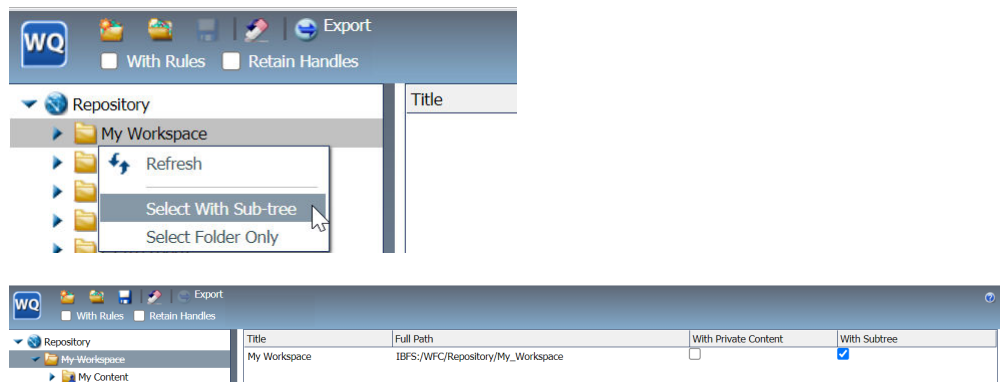 WQ
Export
With Rules Retain Handles
Repository
Title
My Workspace
Refresh
Select With Sub-tree
Select Folder Only
WQ
Export
With Rules Retain Handles
Repository
My Workspace
My Content
Title Full Path With Private Content With Subtree
My Workspace IBFS:/WFC/Repository/My_Workspace